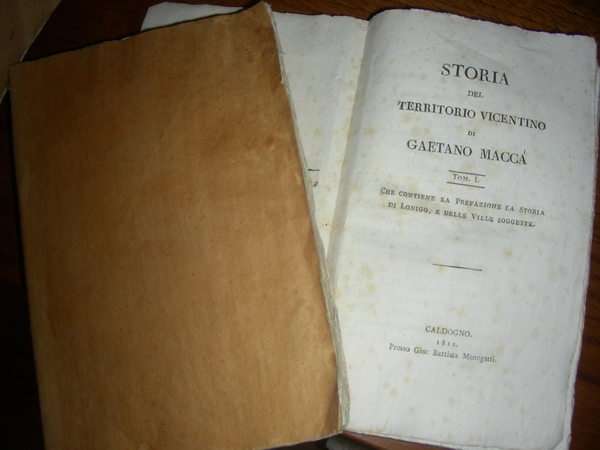 STORIA
DEL
TERRITORIO VICENTINO
DI
GAETANO MACCÀ
TOM. I.
CHE CONTIENE LA PREFAZIONE LA STORIA
DI LONIGO, E DELLE VILLE SOGGETTE.
CALDOGNO.
1812.
Presso Gio: Battista Menegatti.